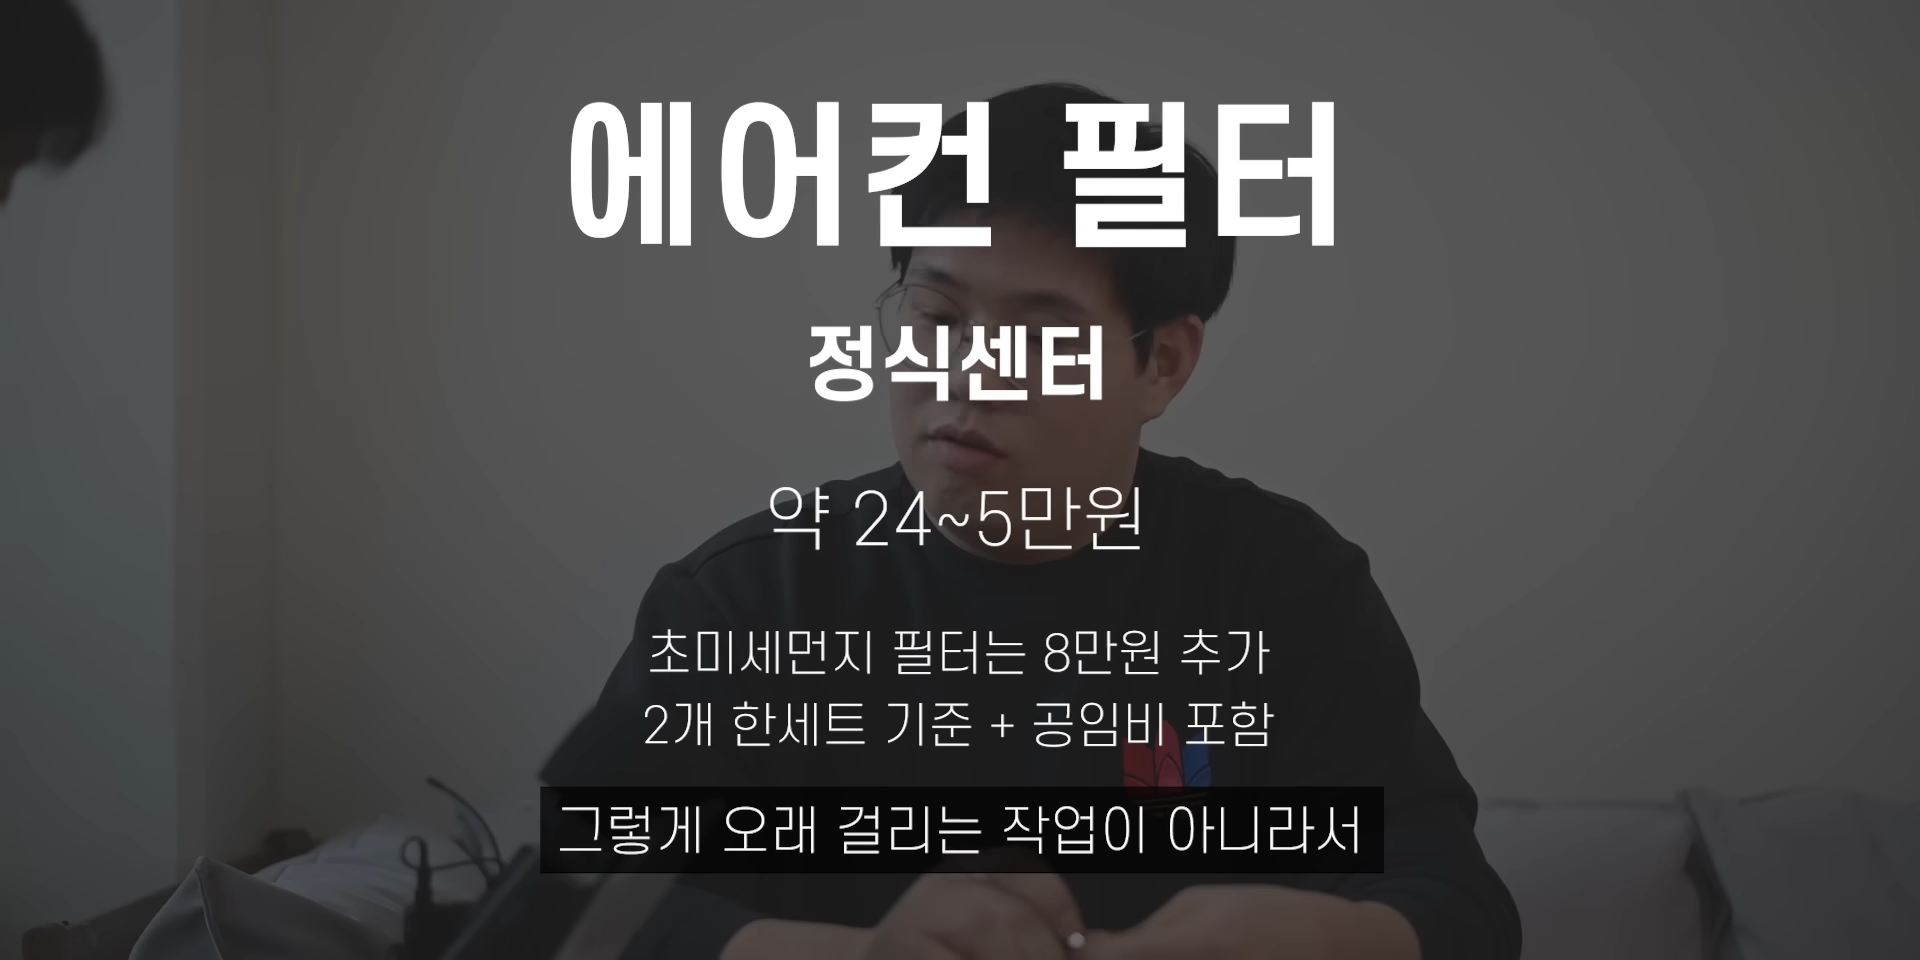 에어컨 필터
정식센터
약 24~5만원
초미세먼지 필터는 8만원 추가
2개 한세트 기준 + 공임비 포함
그렇게 오래 걸리는 작업이 아니라서